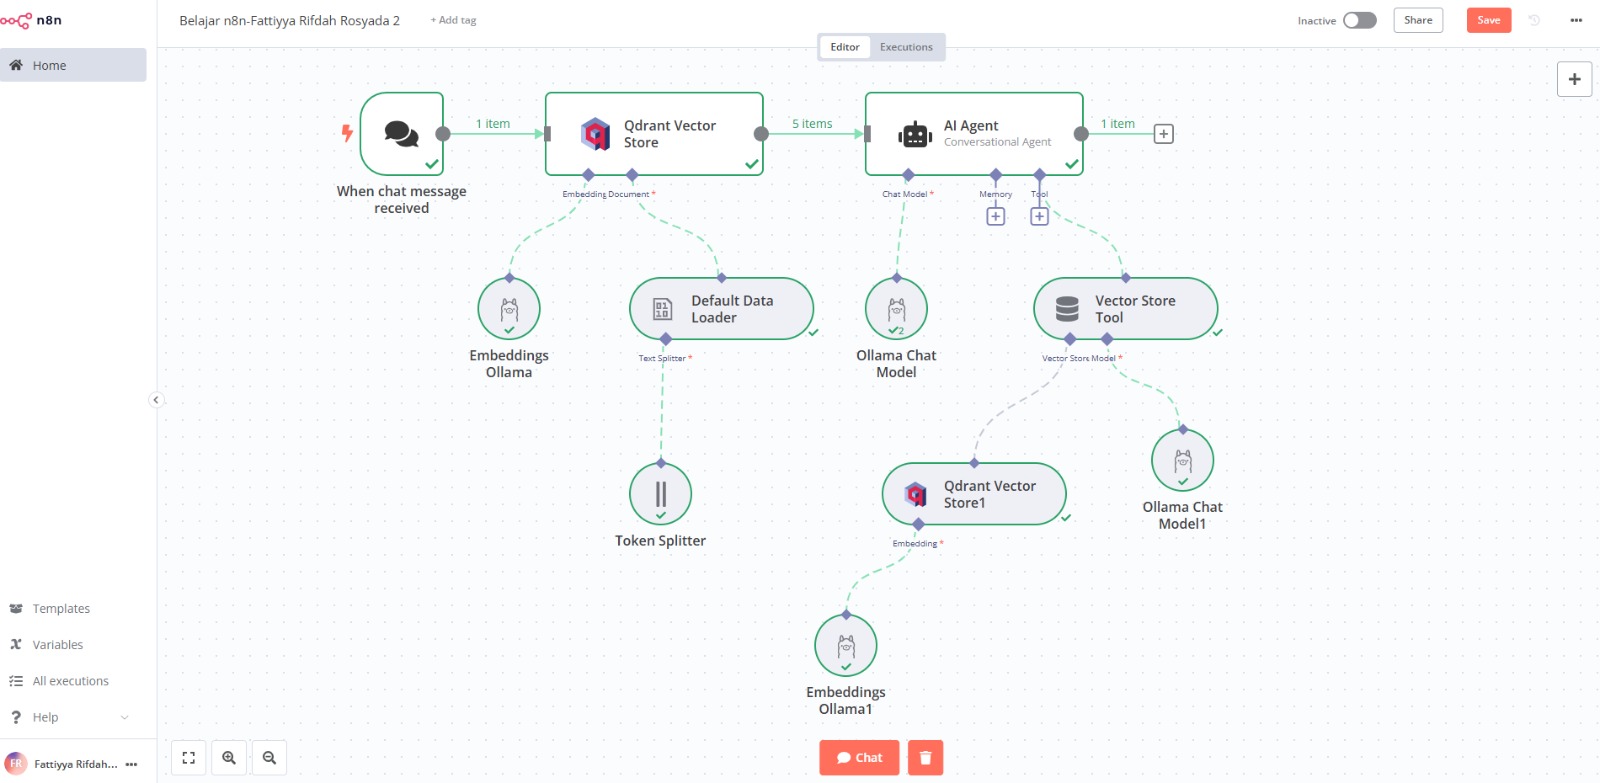 n8n
Belajar n8n-Fattiyya Rifdah Rosyada 2
+ Add tag
Inactive
Share
Save
Editor
Executions
Home
1 item
Qdrant Vector
Store
5 items
AI Agent
Conversational Agent
1 item
When chat message
received
Embedding
Document *
Chat Model *
Memory
Tool
Default Data
Loader
Vector Store
Tool
2
Embeddings
Ollama
Text Splitter *
Ollama Chat
Model
Vector Store
Model *
Qdrant Vector
Store1
Ollama Chat
Model1
Token Splitter
Embedding *
Templates
Variables
All executions
? Help
Embeddings
Ollama1
FR
Fattiyya Rifdah...
Chat